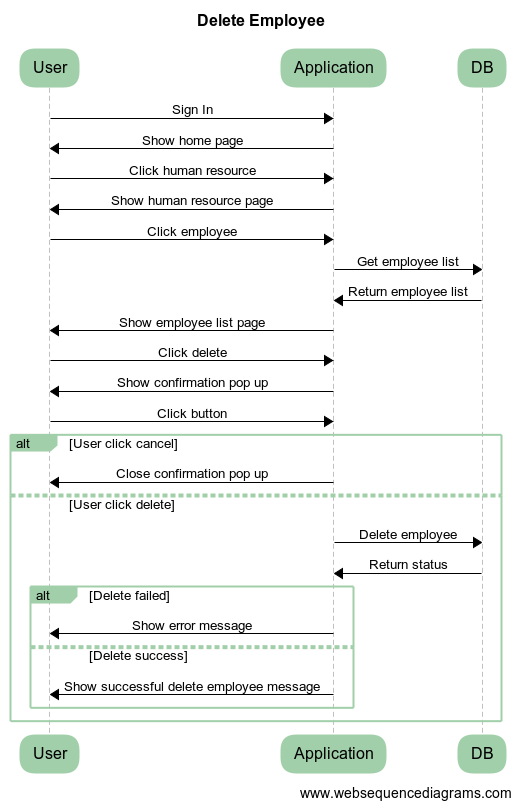 Delete Employee
User
Application
DB
Sign In
Show home page
Click human resource
Show human resource page
Click employee
Get employee list
Return employee list
Show employee list page
Click delete
Show confirmation pop up
Click button
alt [User click cancel]
Close confirmation pop up
[User click delete]
Delete employee
Return status
alt [Delete failed]
Show error message
[Delete success]
Show successful delete employee message
User
Application
DB
www.websequencediagrams.com